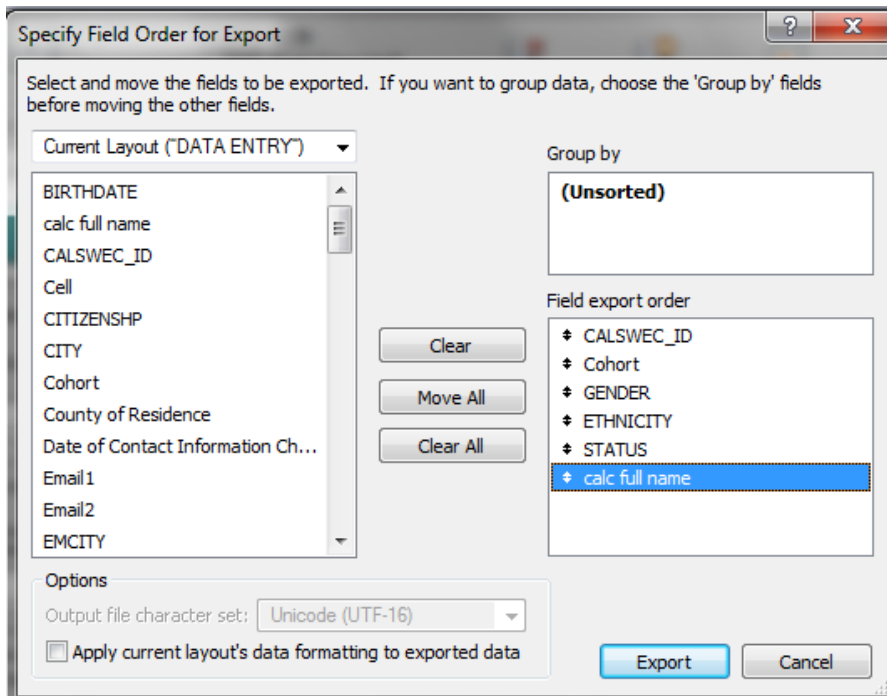 Specify Field Order for Export
Select and move the fields to be exported. If you want to group data, choose the 'Group by' fields
before moving the other fields.
Current Layout ("DATA ENTRY")
BIRTHDATE
calc full name
CALSWEC_ID
Cell
CITIZENSHP
CITY
Cohort
County of Residence
Date of Contact Information Ch...
Email1
Email2
EMCITY
Clear
Move All
Clear All
Group by
(Unsorted)
Field export order
CALSWEC_ID
Cohort
GENDER
ETHNICITY
STATUS
calc full name
Options
Output file character set: Unicode (UTF-16)
Apply current layout's data formatting to exported data
Export
Cancel